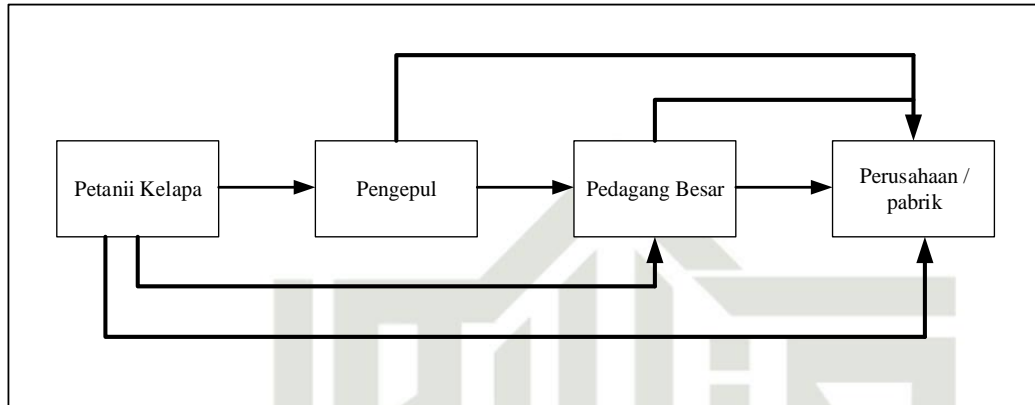 Petanii Kelapa
Pengepul
Pedagang Besar
Perusahaan /
pabrik